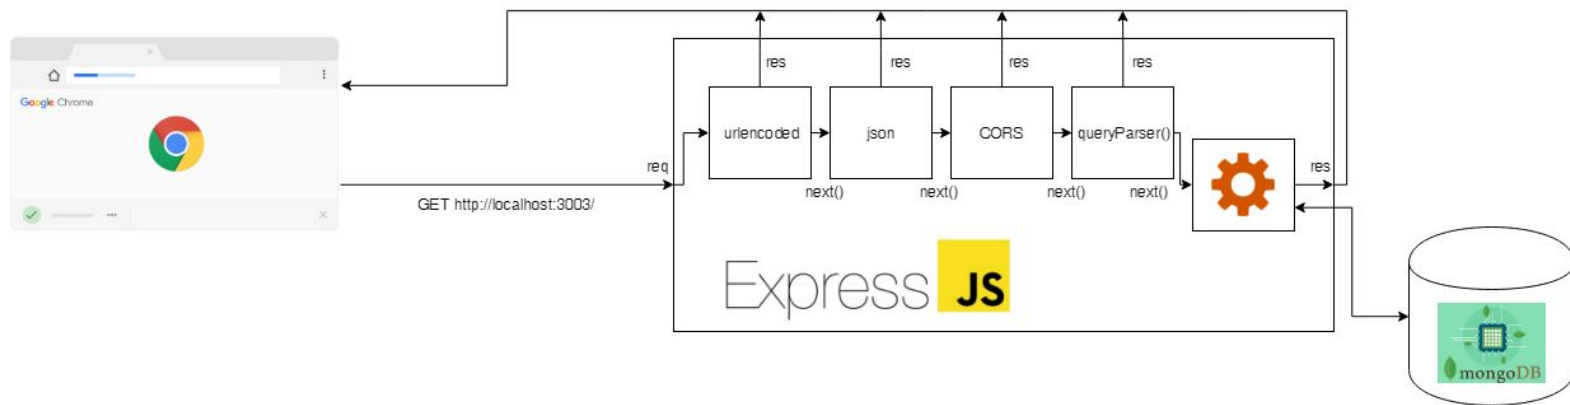 res
res
res
res
Google Chrome
urlencoded
json
CORS
queryParser()
req
res
next()
next()
next()
next()
GET http://localhost:3003/
•••
Express JS
mongoDB